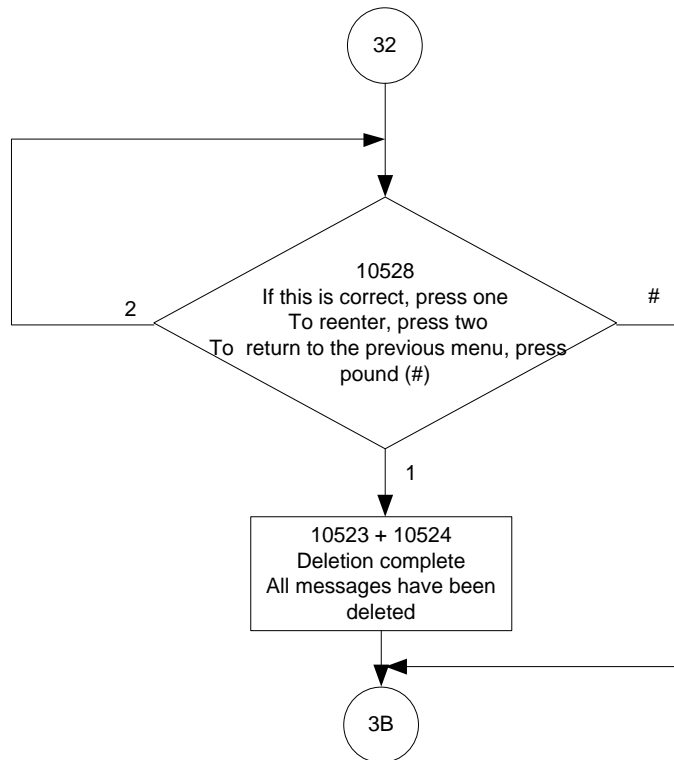 32
10528
If this is correct, press one
To reenter, press two
To return to the previous menu, press
pound (#)
2
#
1
10523 + 10524
Deletion complete
All messages have been
deleted
3B